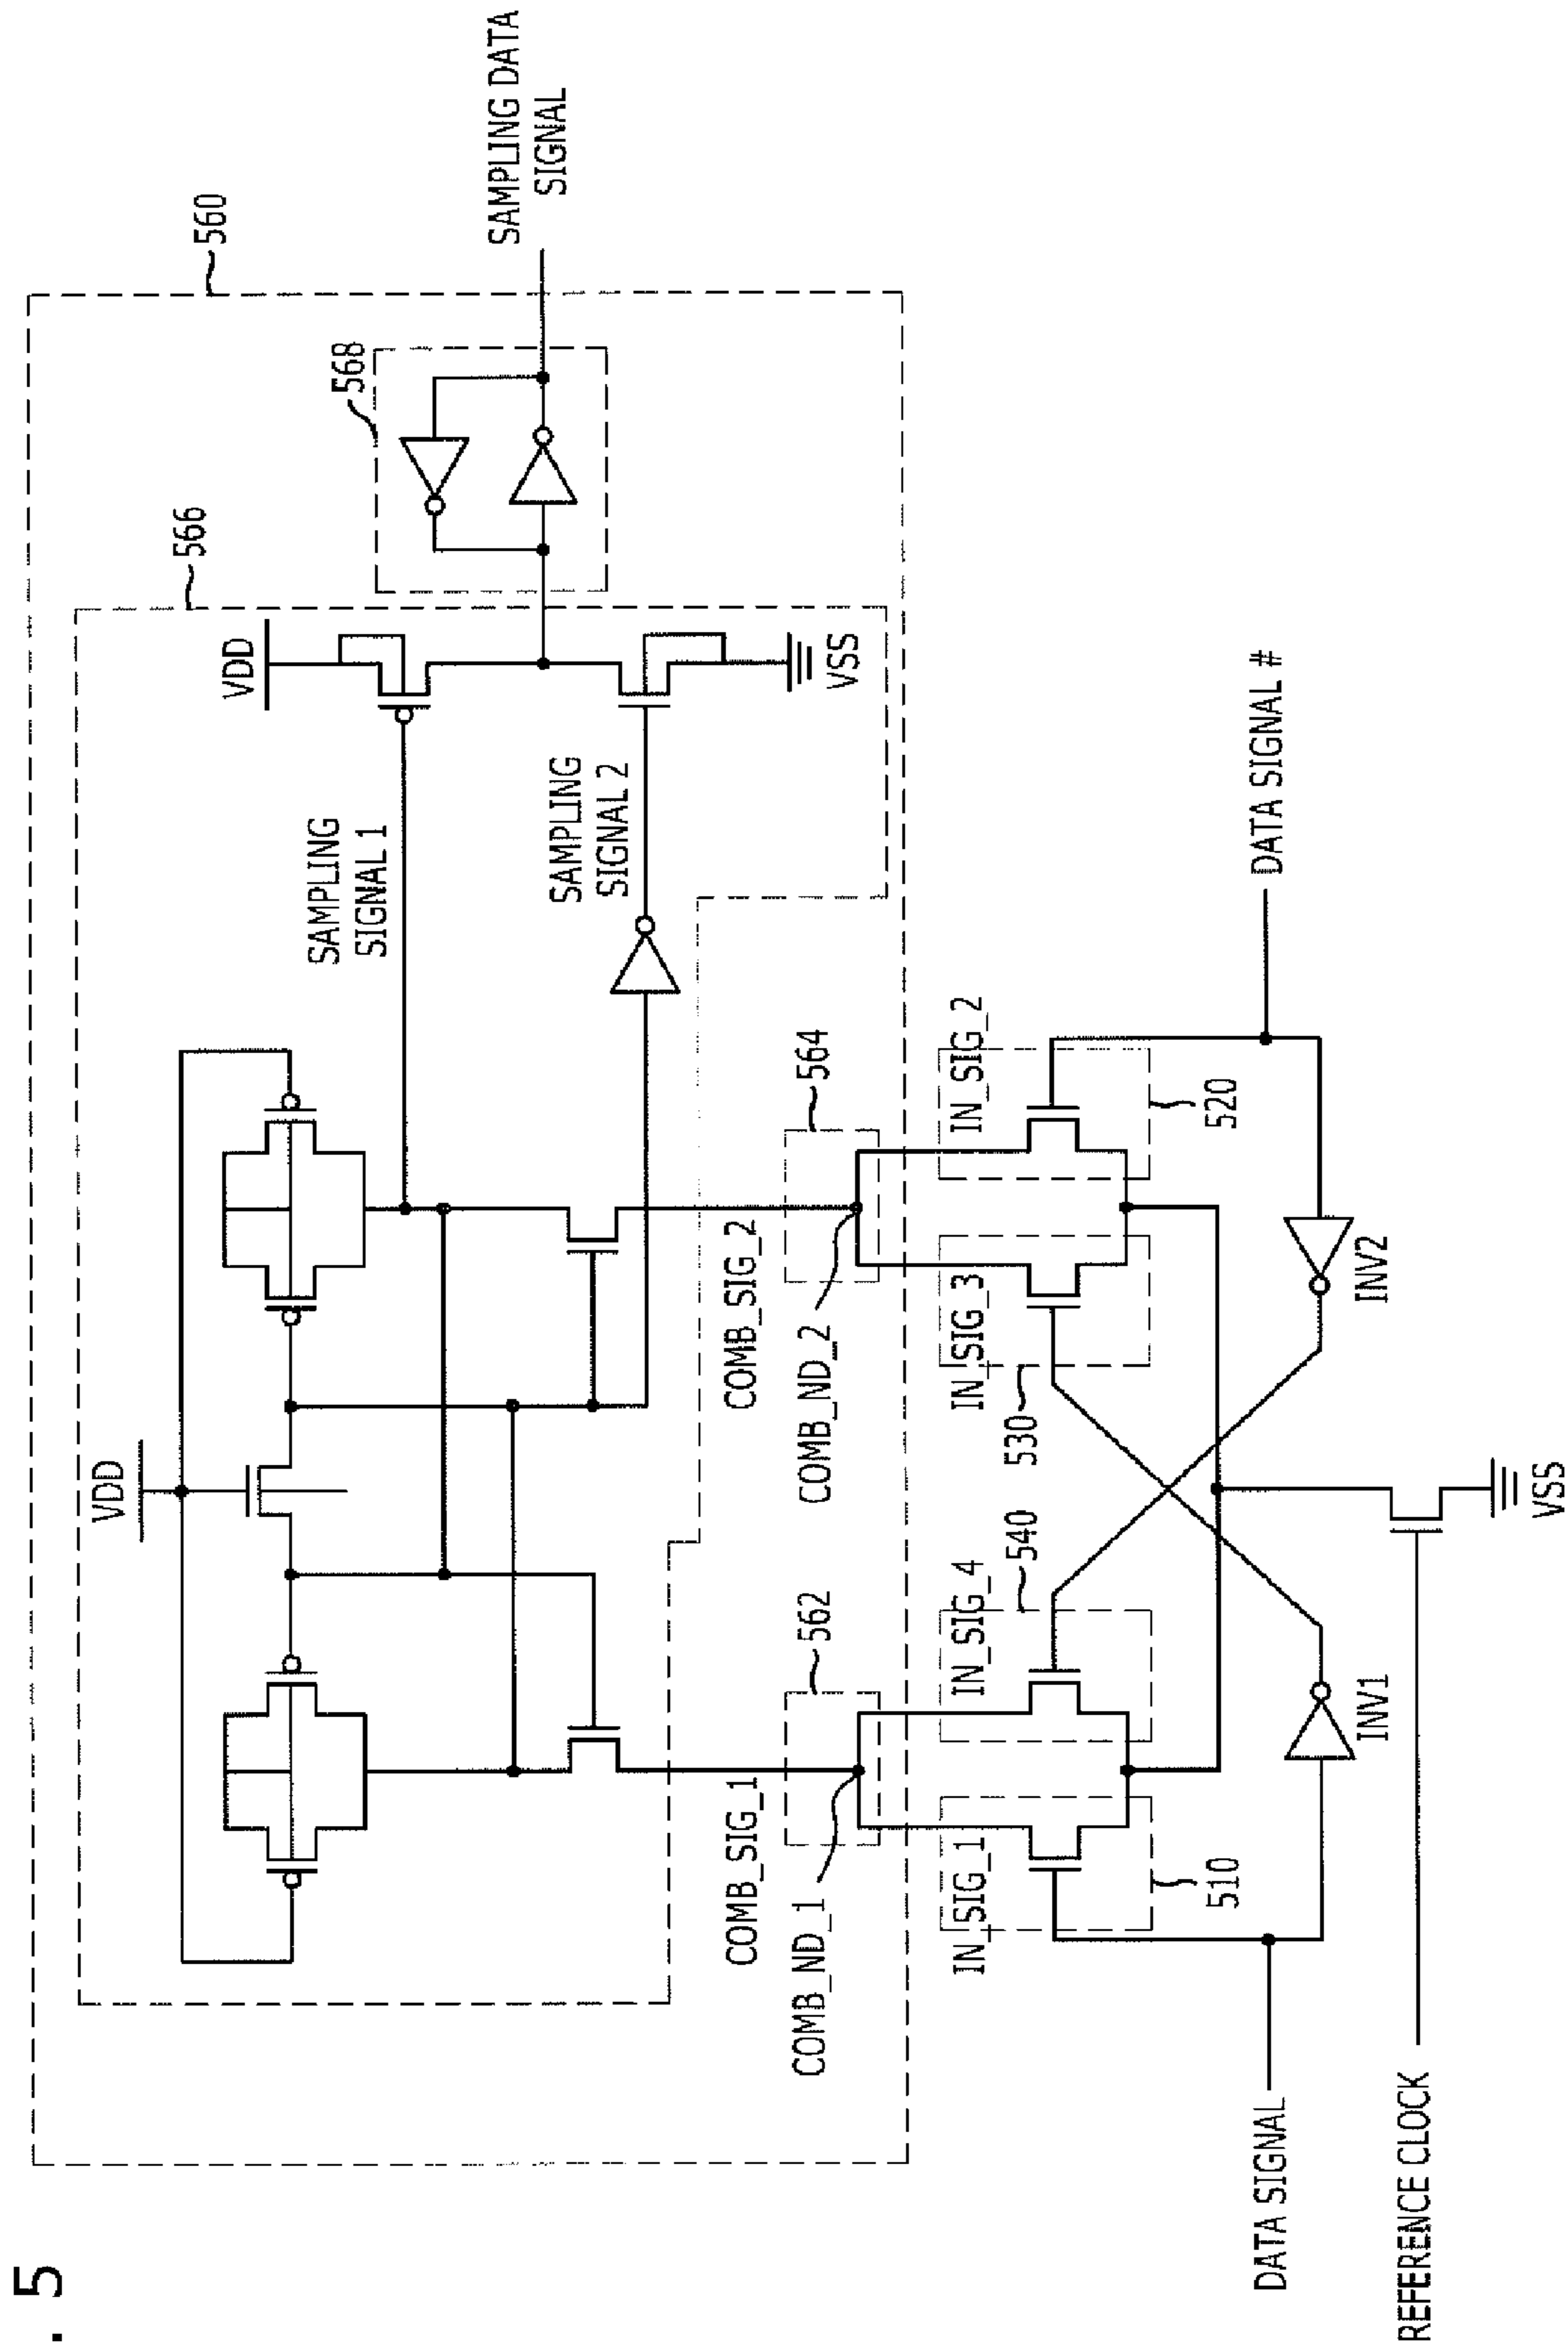 . 5
560
566
568
VDD
VDD
SAMPLING
SIGNAL 1
SAMPLING
SIGNAL 2
VSS
SAMPLING DATA
SIGNAL
COMB_SIG_1
COMB_SIG_2
562
564
COMB_ND_1
COMB_ND_2
IN_SIG_1
IN_SIG_4
540
IN_SIG_3
530
IN_SIG_2
510
520
DATA SIGNAL
DATA SIGNAL #
INV1
INV2
REFERENCE CLOCK
VSS